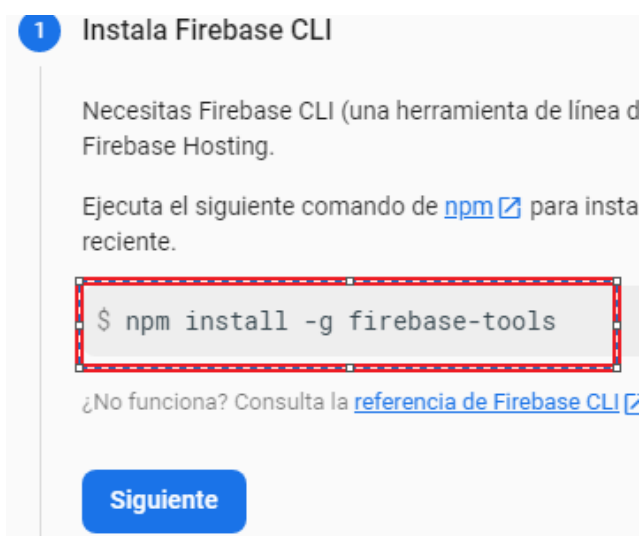 1 Instala Firebase CLI
Necesitas Firebase CLI (una herramienta de línea d
Firebase Hosting.
Ejecuta el siguiente comando de npm para insta
reciente.
$ npm install -g firebase-tools
¿No funciona? Consulta la referencia de Firebase CLI
Siguiente